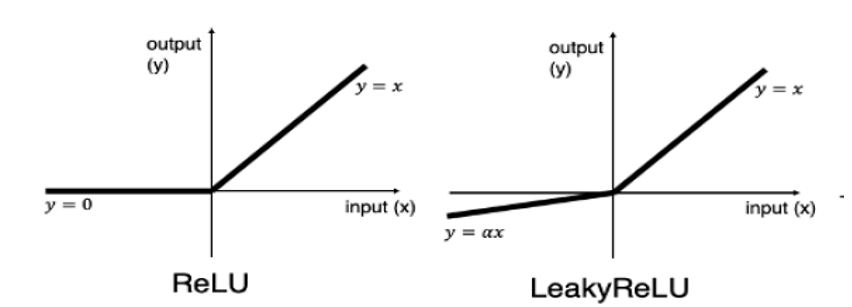 output
(y)
y = x
y = 0
input (x)
ReLU
output
(y)
y = x
input (x)
y = αx
LeakyReLU